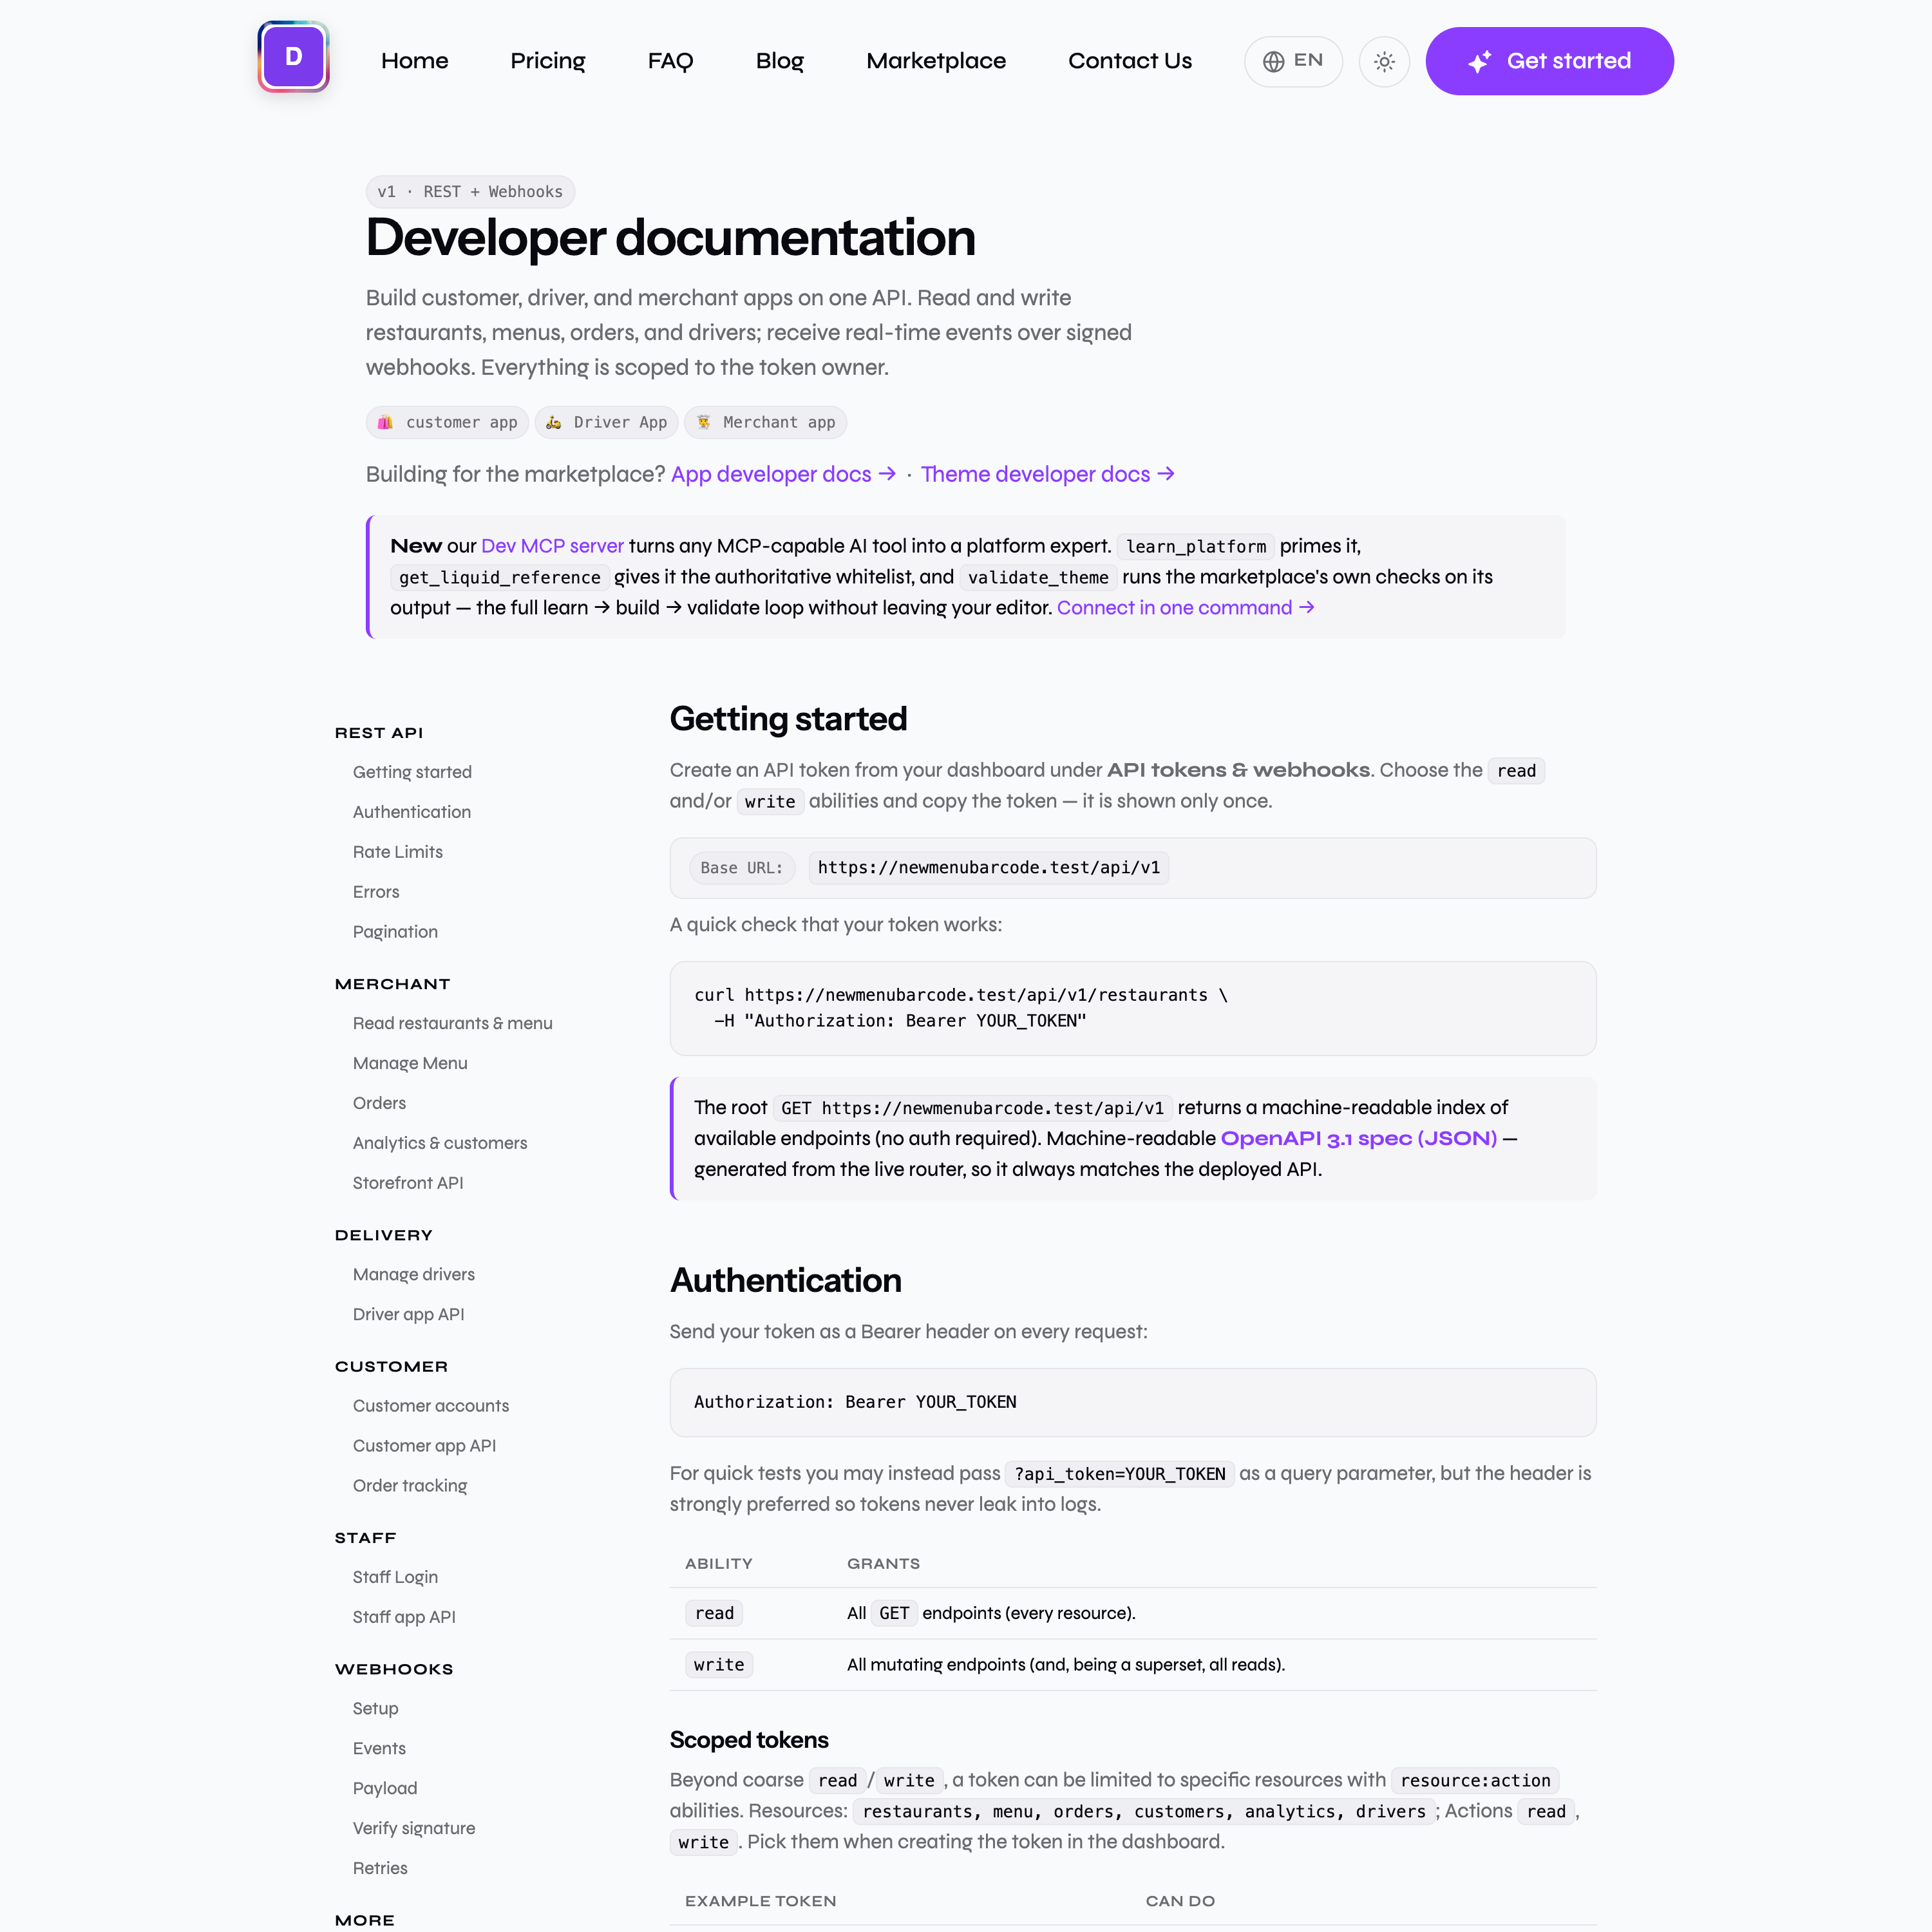 D
Home
Pricing
FAQ
Blog
Marketplace
Contact Us
EN
Get started
v1 · REST + Webhooks
Developer documentation
Build customer, driver, and merchant apps on one API. Read and write
restaurants, menus, orders, and drivers; receive real-time events over signed
webhooks. Everything is scoped to the token owner.
customer app
Driver App
Merchant app
Building for the marketplace? App developer docs → · Theme developer docs →
New our Dev MCP server turns any MCP-capable AI tool into a platform expert. learn_platform primes it,
get_liquid_reference gives it the authoritative whitelist, and validate_theme runs the marketplace's own checks on its
output — the full learn → build → validate loop without leaving your editor. Connect in one command →
REST API
Getting started
Authentication
Rate Limits
Errors
Pagination
MERCHANT
Read restaurants & menu
Manage Menu
Orders
Analytics & customers
Storefront API
DELIVERY
Manage drivers
Driver app API
CUSTOMER
Customer accounts
Customer app API
Order tracking
STAFF
Staff Login
Staff app API
WEBHOOKS
Setup
Events
Payload
Verify signature
Retries
MORE
Getting started
Create an API token from your dashboard under API tokens & webhooks. Choose the read
and/or write abilities and copy the token — it is shown only once.
Base URL: https://newmenubarcode.test/api/v1
A quick check that your token works:
curl https://newmenubarcode.test/api/v1/restaurants \
-H "Authorization: Bearer YOUR_TOKEN"
The root GET https://newmenubarcode.test/api/v1 returns a machine-readable index of
available endpoints (no auth required). Machine-readable OpenAPI 3.1 spec (JSON) —
generated from the live router, so it always matches the deployed API.
Authentication
Send your token as a Bearer header on every request:
Authorization: Bearer YOUR_TOKEN
For quick tests you may instead pass ?api_token=YOUR_TOKEN as a query parameter, but the header is
strongly preferred so tokens never leak into logs.
ABILITY GRANTS
read All GET endpoints (every resource).
write All mutating endpoints (and, being a superset, all reads).
Scoped tokens
Beyond coarse read / write, a token can be limited to specific resources with resource:action
abilities. Resources: restaurants, menu, orders, customers, analytics, drivers; Actions read,
write. Pick them when creating the token in the dashboard.
EXAMPLE TOKEN CAN DO